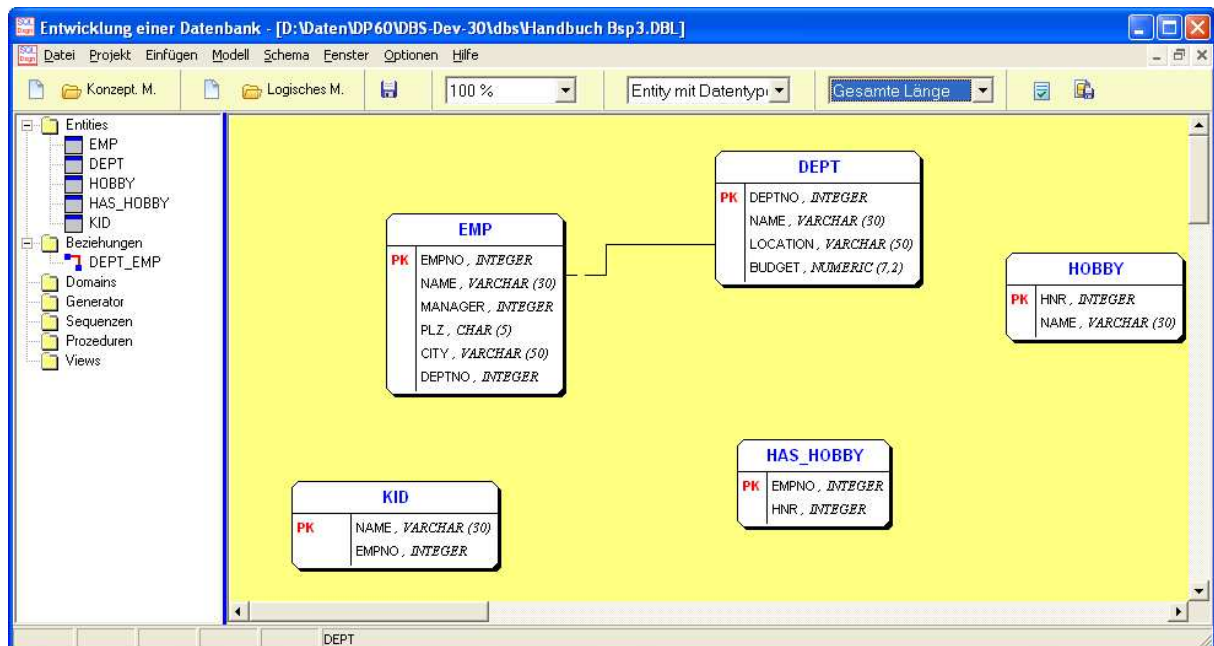 Entwicklung einer Datenbank - [D:\Daten\DP60\DBS-Dev-30\dbs\Handbuch Bsp3.DBL]
Datei Projekt Einfügen Modell Schema Fenster Optionen Hilfe
Konzept. M. Logisches M. 100 % Entity mit Datentyp Gesamte Länge
Entities
EMP
DEPT
HOBBY
HAS_HOBBY
KID
Beziehungen
DEPT_EMP
Domains
Generator
Sequenzen
Prozeduren
Views
DEPT
PK DEPTNO , INTEGER
NAME , VARCHAR (30)
LOCATION , VARCHAR (50)
BUDGET , NUMERIC (7,2)
EMP
PK EMPNO , INTEGER
NAME , VARCHAR (30)
MANAGER , INTEGER
PLZ , CHAR (5)
CITY , VARCHAR (50)
DEPTNO , INTEGER
HOBBY
PK HNR , INTEGER
NAME , VARCHAR (30)
HAS_HOBBY
PK EMPNO , INTEGER
HNR , INTEGER
KID
PK NAME , VARCHAR (30)
EMPNO , INTEGER
DEPT